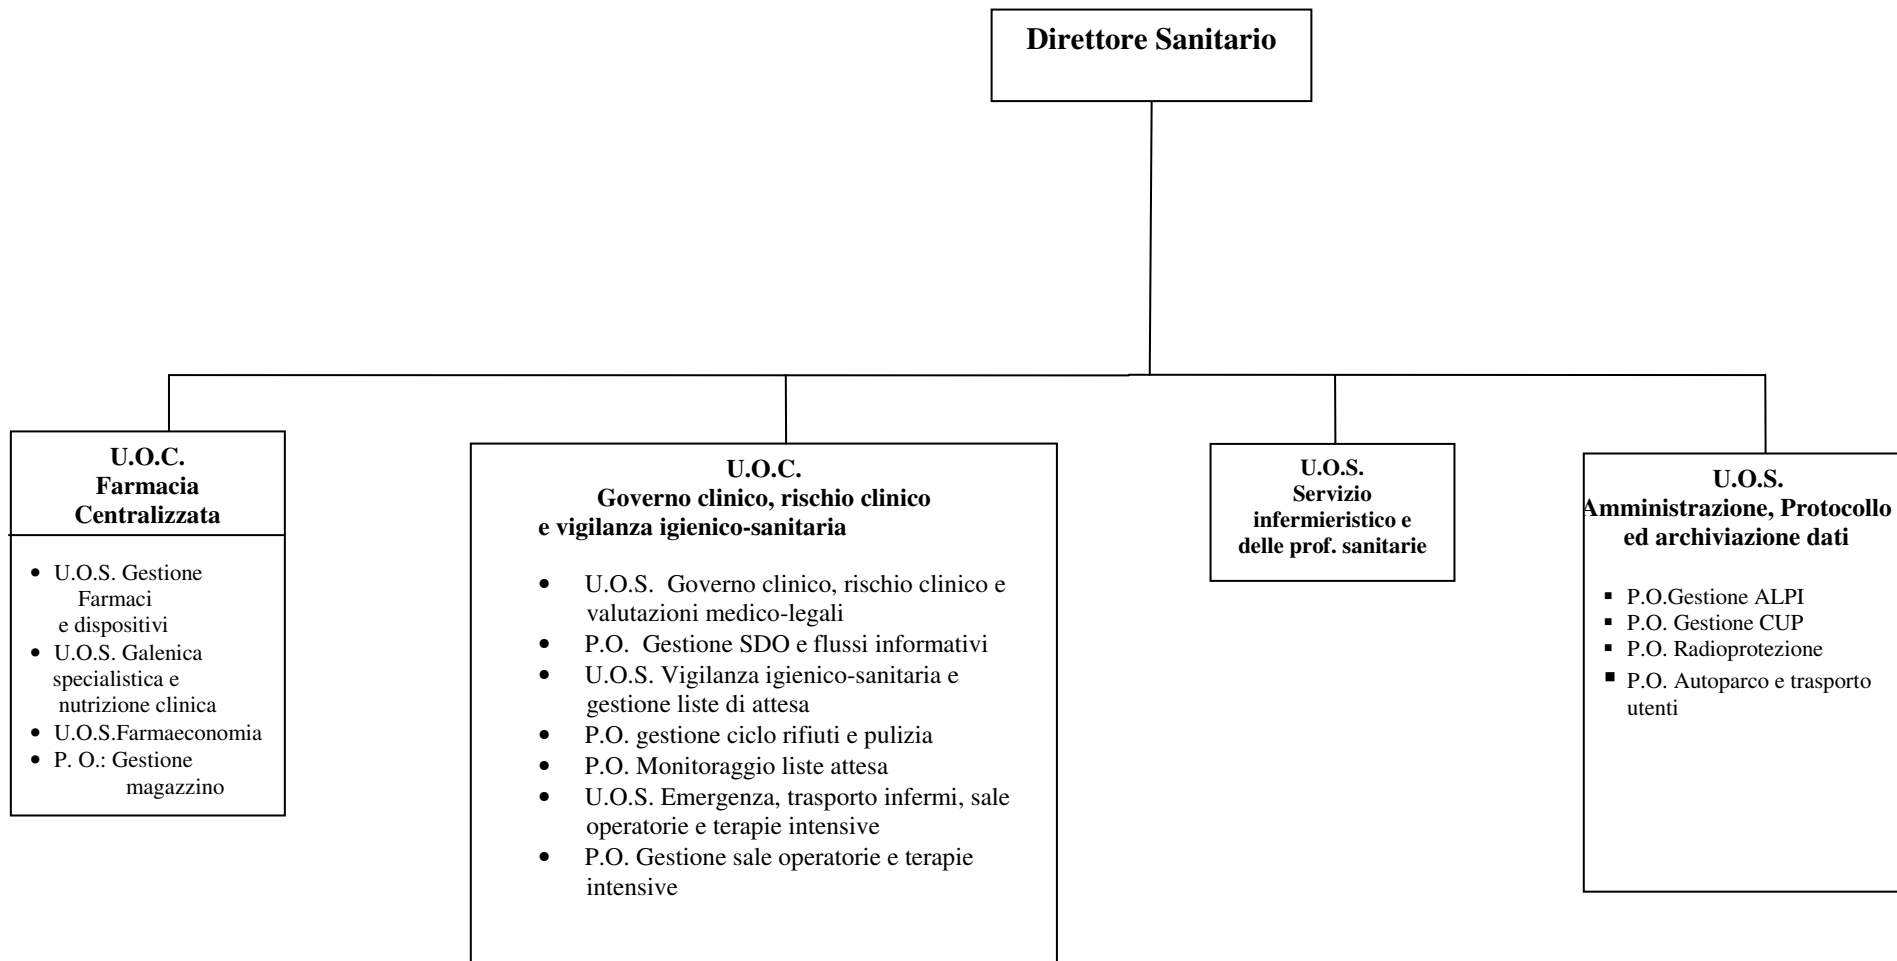 Direttore Sanitario
U.O.C.
Farmacia
Centralizzata
• U.O.S. Gestione
Farmaci
e dispositivi
• U.O.S. Galenica
specialistica e
nutrizione clinica
• U.O.S.Farmaeconomia
• P. O.: Gestione
magazzino
U.O.C.
Governo clinico, rischio clinico
e vigilanza igienico-sanitaria
• U.O.S. Governo clinico, rischio clinico e
valutazioni medico-legali
• P.O. Gestione SDO e flussi informativi
• U.O.S. Vigilanza igienico-sanitaria e
gestione liste di attesa
• P.O. gestione ciclo rifiuti e pulizia
• P.O. Monitoraggio liste attesa
• U.O.S. Emergenza, trasporto infermi, sale
operatorie e terapie intensive
• P.O. Gestione sale operatorie e terapie
intensive
U.O.S.
Servizio
infermieristico e
delle prof. sanitarie
U.O.S.
Amministrazione, Protocollo
ed archiviazione dati
▪ P.O.Gestione ALPI
▪ P.O. Gestione CUP
▪ P.O. Radioprotezione
▪ P.O. Autoparco e trasporto
utenti